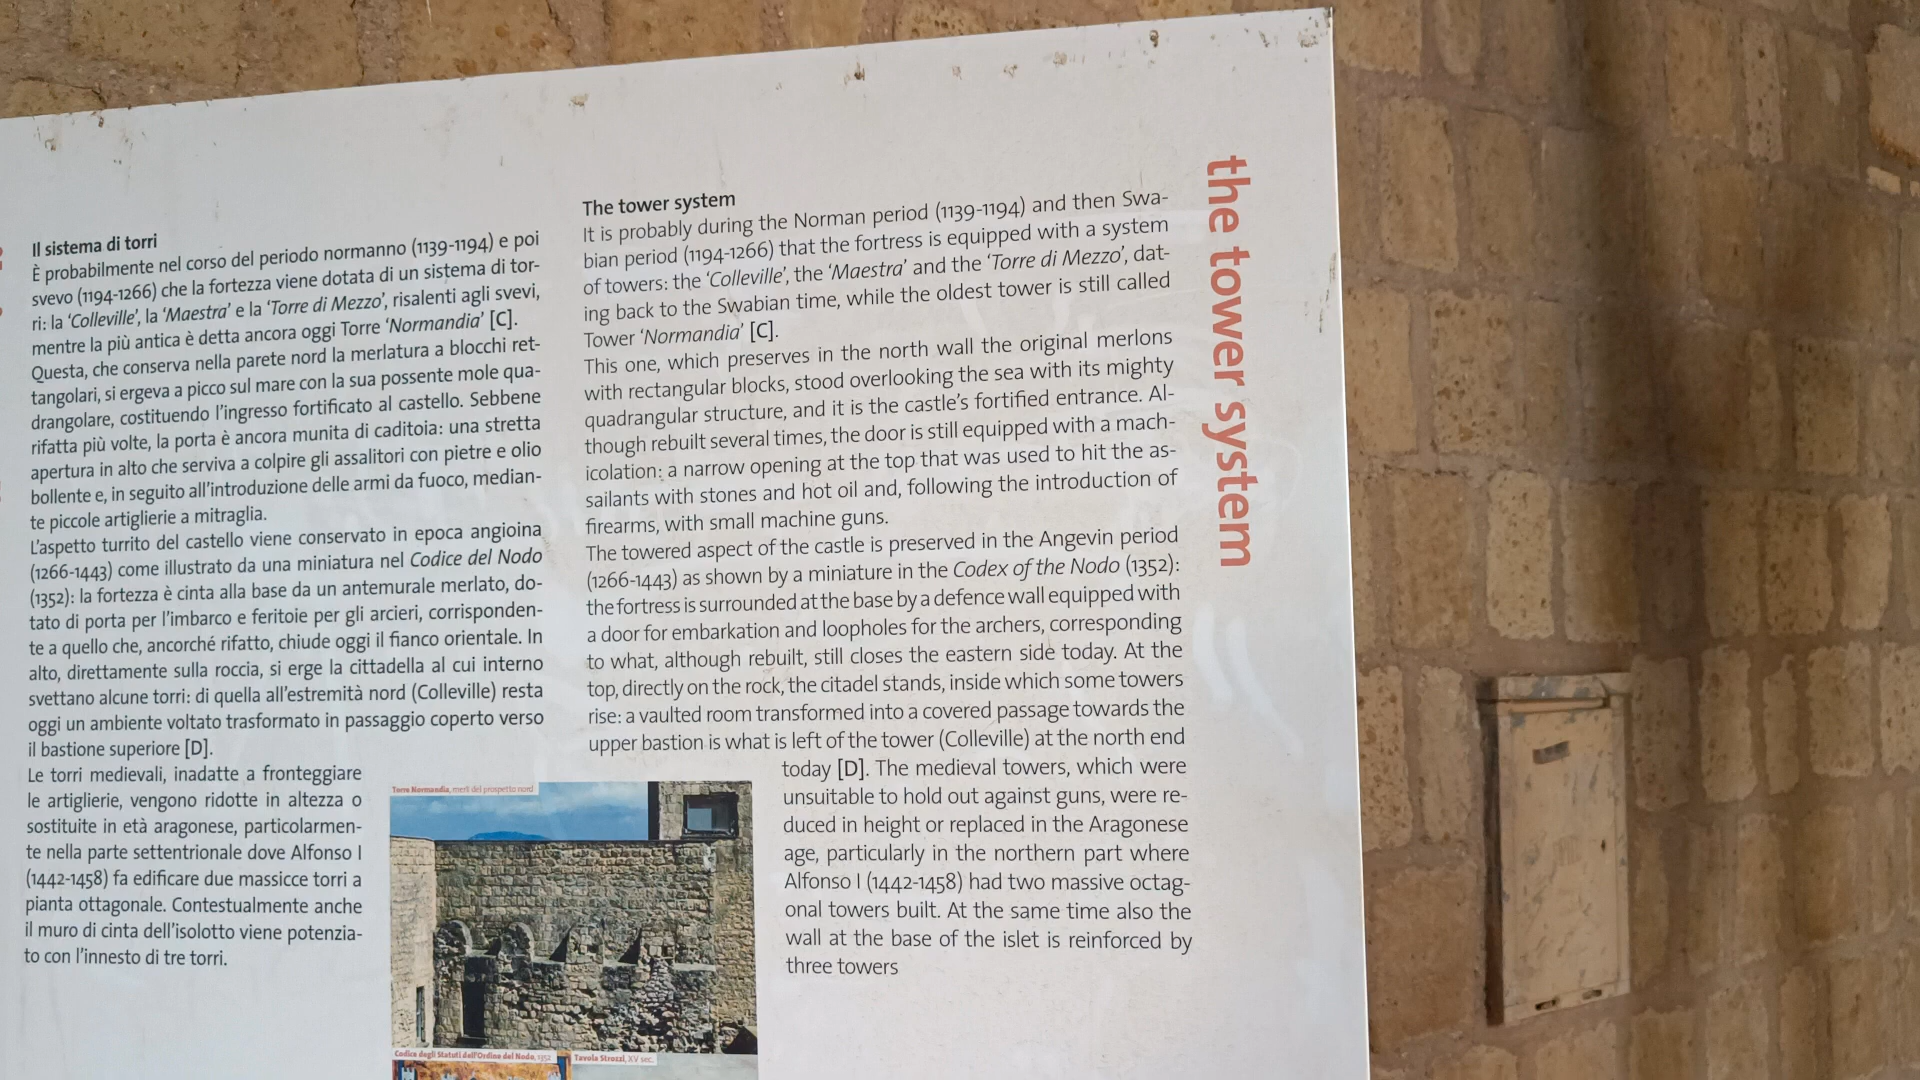 Il sistema di torri
È probabilmente nel corso del periodo normanno (1139-1194) e poi
svevo (1194-1266) che la fortezza viene dotata di un sistema di tor-
ri: la ‘Colleville’, la ‘Maestra’ e la ‘Torre di Mezzo’, risalenti agli svevi,
mentre la più antica è detta ancora oggi Torre ‘Normandia’ [C].
Questa, che conserva nella parete nord la merlatura a blocchi ret-
tangolari, si ergeva a picco sul mare con la sua possente mole qua-
drangolare, costituendo l’ingresso fortificato al castello. Sebbene
rifatta più volte, la porta è ancora munita di caditoia: una stretta
apertura in alto che serviva a colpire gli assalitori con pietre e olio
bollente e, in seguito all’introduzione delle armi da fuoco, median-
te piccole artiglierie a mitraglia.
L’aspetto turrito del castello viene conservato in epoca angioina
(1266-1443) come illustrato da una miniatura nel Codice del Nodo
(1352): la fortezza è cinta alla base da un antemurale merlato, do-
tato di porta per l’imbarco e feritoie per gli arcieri, corrisponden-
te a quello che, ancorché rifatto, chiude oggi il fianco orientale. In
alto, direttamente sulla roccia, si erge la cittadella al cui interno
svettano alcune torri: di quella all’estremità nord (Colleville) resta
oggi un ambiente voltato trasformato in passaggio coperto verso
il bastione superiore [D].
Le torri medievali, inadatte a fronteggiare
le artiglierie, vengono ridotte in altezza o
sostituite in età aragonese, particolarmen-
te nella parte settentrionale dove Alfonso I
(1442-1458) fa edificare due massicce torri a
pianta ottagonale. Contestualmente anche
il muro di cinta dell’isolotto viene potenzia-
to con l’innesto di tre torri.
The tower system
It is probably during the Norman period (1139-1194) and then Swa-
bian period (1194-1266) that the fortress is equipped with a system
of towers: the ‘Colleville’, the ‘Maestra’ and the ‘Torre di Mezzo’, dat-
ing back to the Swabian time, while the oldest tower is still called
Tower ‘Normandia’ [C].
This one, which preserves in the north wall the original merlons
with rectangular blocks, stood overlooking the sea with its mighty
quadrangular structure, and it is the castle’s fortified entrance. Al-
though rebuilt several times, the door is still equipped with a mach-
icolation: a narrow opening at the top that was used to hit the as-
sailants with stones and hot oil and, following the introduction of
firearms, with small machine guns.
The towered aspect of the castle is preserved in the Angevin period
(1266-1443) as shown by a miniature in the Codex of the Nodo (1352):
the fortress is surrounded at the base by a defence wall equipped with
a door for embarkation and loopholes for the archers, corresponding
to what, although rebuilt, still closes the eastern side today. At the
top, directly on the rock, the citadel stands, inside which some towers
rise: a vaulted room transformed into a covered passage towards the
upper bastion is what is left of the tower (Colleville) at the north end
today [D]. The medieval towers, which were
unsuitable to hold out against guns, were re-
duced in height or replaced in the Aragonese
age, particularly in the northern part where
Alfonso I (1442-1458) had two massive octag-
onal towers built. At the same time also the
wall at the base of the islet is reinforced by
three towers
the tower system
Torre Normandia, merli del prospetto nord
Codice degli Statuti dell’Ordine del Nodo, 1352
Tavola Strozzi, XV sec.